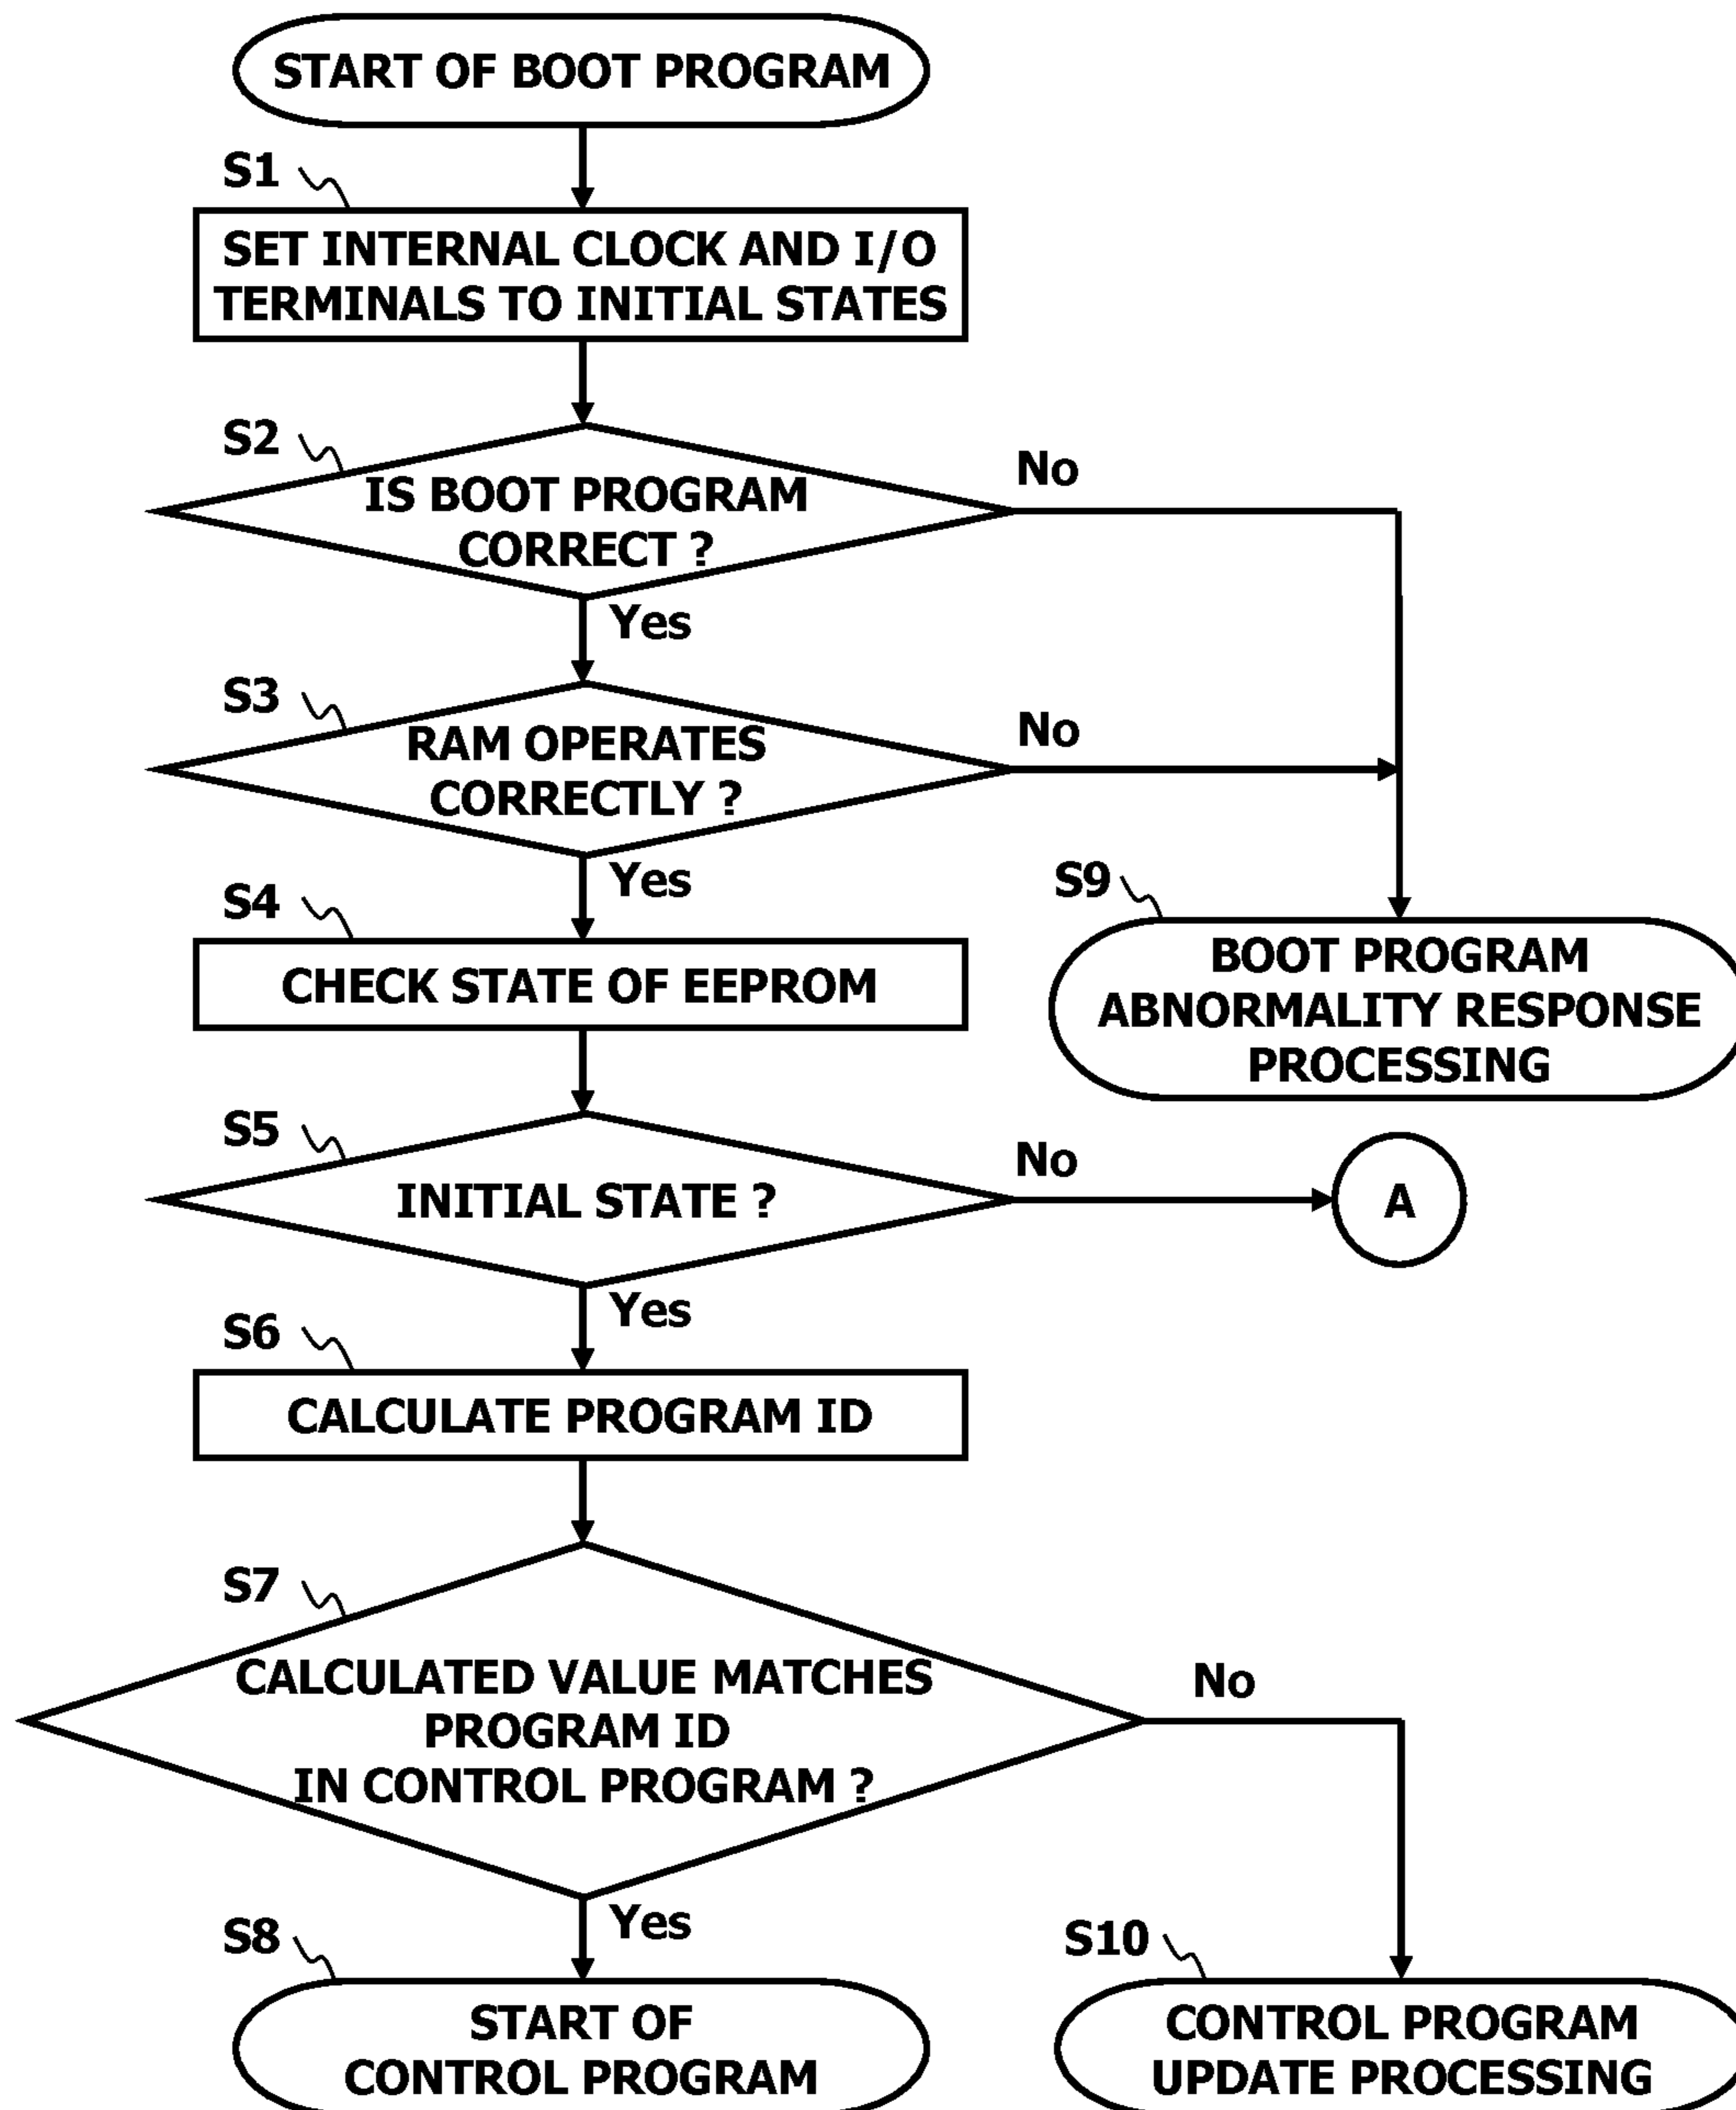 START OF BOOT PROGRAM
S1
SET INTERNAL CLOCK AND I/O
TERMINALS TO INITIAL STATES
S2
IS BOOT PROGRAM
CORRECT ?
No
Yes
S3
RAM OPERATES
CORRECTLY ?
No
Yes
S4
CHECK STATE OF EEPROM
S9
BOOT PROGRAM
ABNORMALITY RESPONSE
PROCESSING
S5
INITIAL STATE ?
No
A
Yes
S6
CALCULATE PROGRAM ID
S7
CALCULATED VALUE MATCHES
PROGRAM ID
IN CONTROL PROGRAM ?
No
Yes
S8
START OF
CONTROL PROGRAM
S10
CONTROL PROGRAM
UPDATE PROCESSING